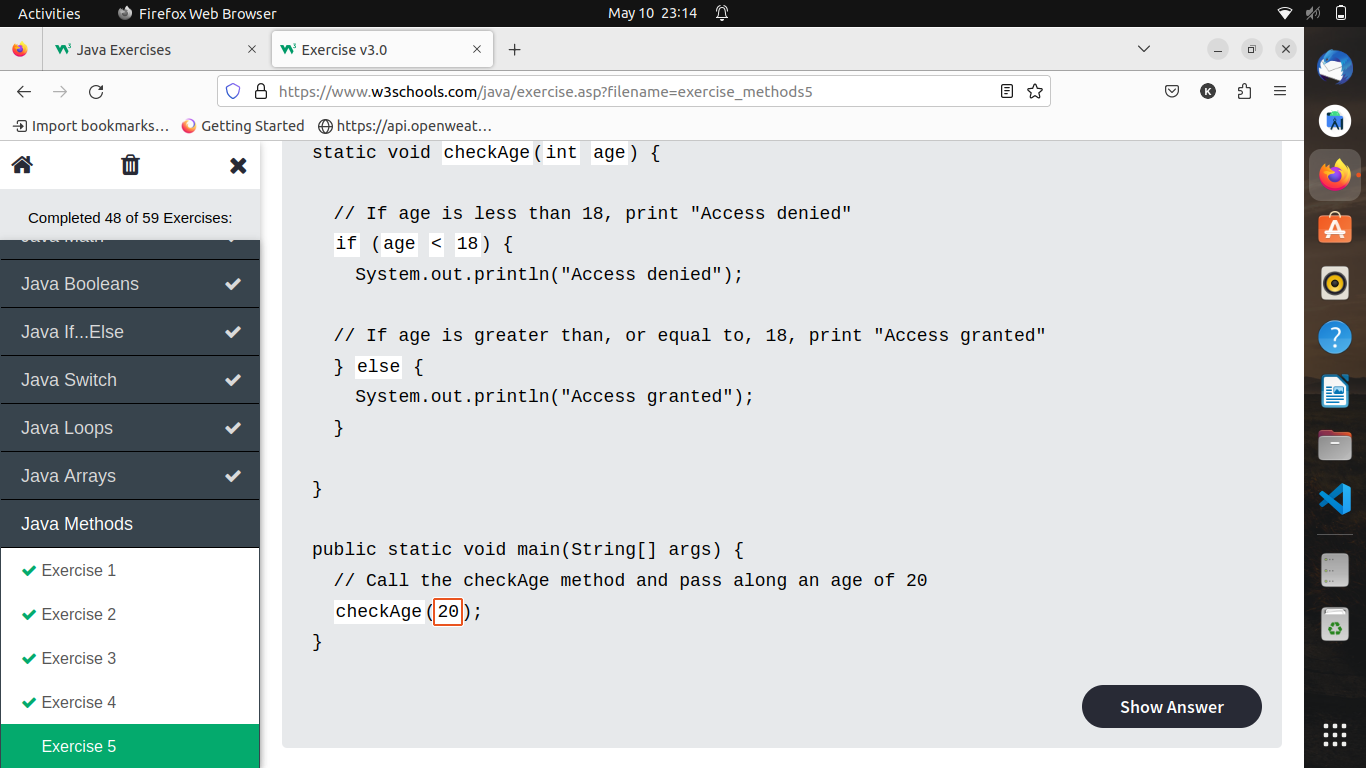 Activities
Firefox Web Browser
May 10 23:14
Java Exercises
Exercise v3.0
https://www.w3schools.com/java/exercise.asp?filename=exercise_methods5
K
Import bookmarks…
Getting Started
https://api.openweat…
Completed 48 of 59 Exercises:
Java Math
Java Booleans
Java If...Else
Java Switch
Java Loops
Java Arrays
Java Methods
Exercise 1
Exercise 2
Exercise 3
Exercise 4
Exercise 5
static void checkAge(int age) {
// If age is less than 18, print "Access denied"
if (age < 18) {
System.out.println("Access denied");
// If age is greater than, or equal to, 18, print "Access granted"
} else {
System.out.println("Access granted");
}
}
public static void main(String[] args) {
// Call the checkAge method and pass along an age of 20
checkAge(20);
}
Show Answer